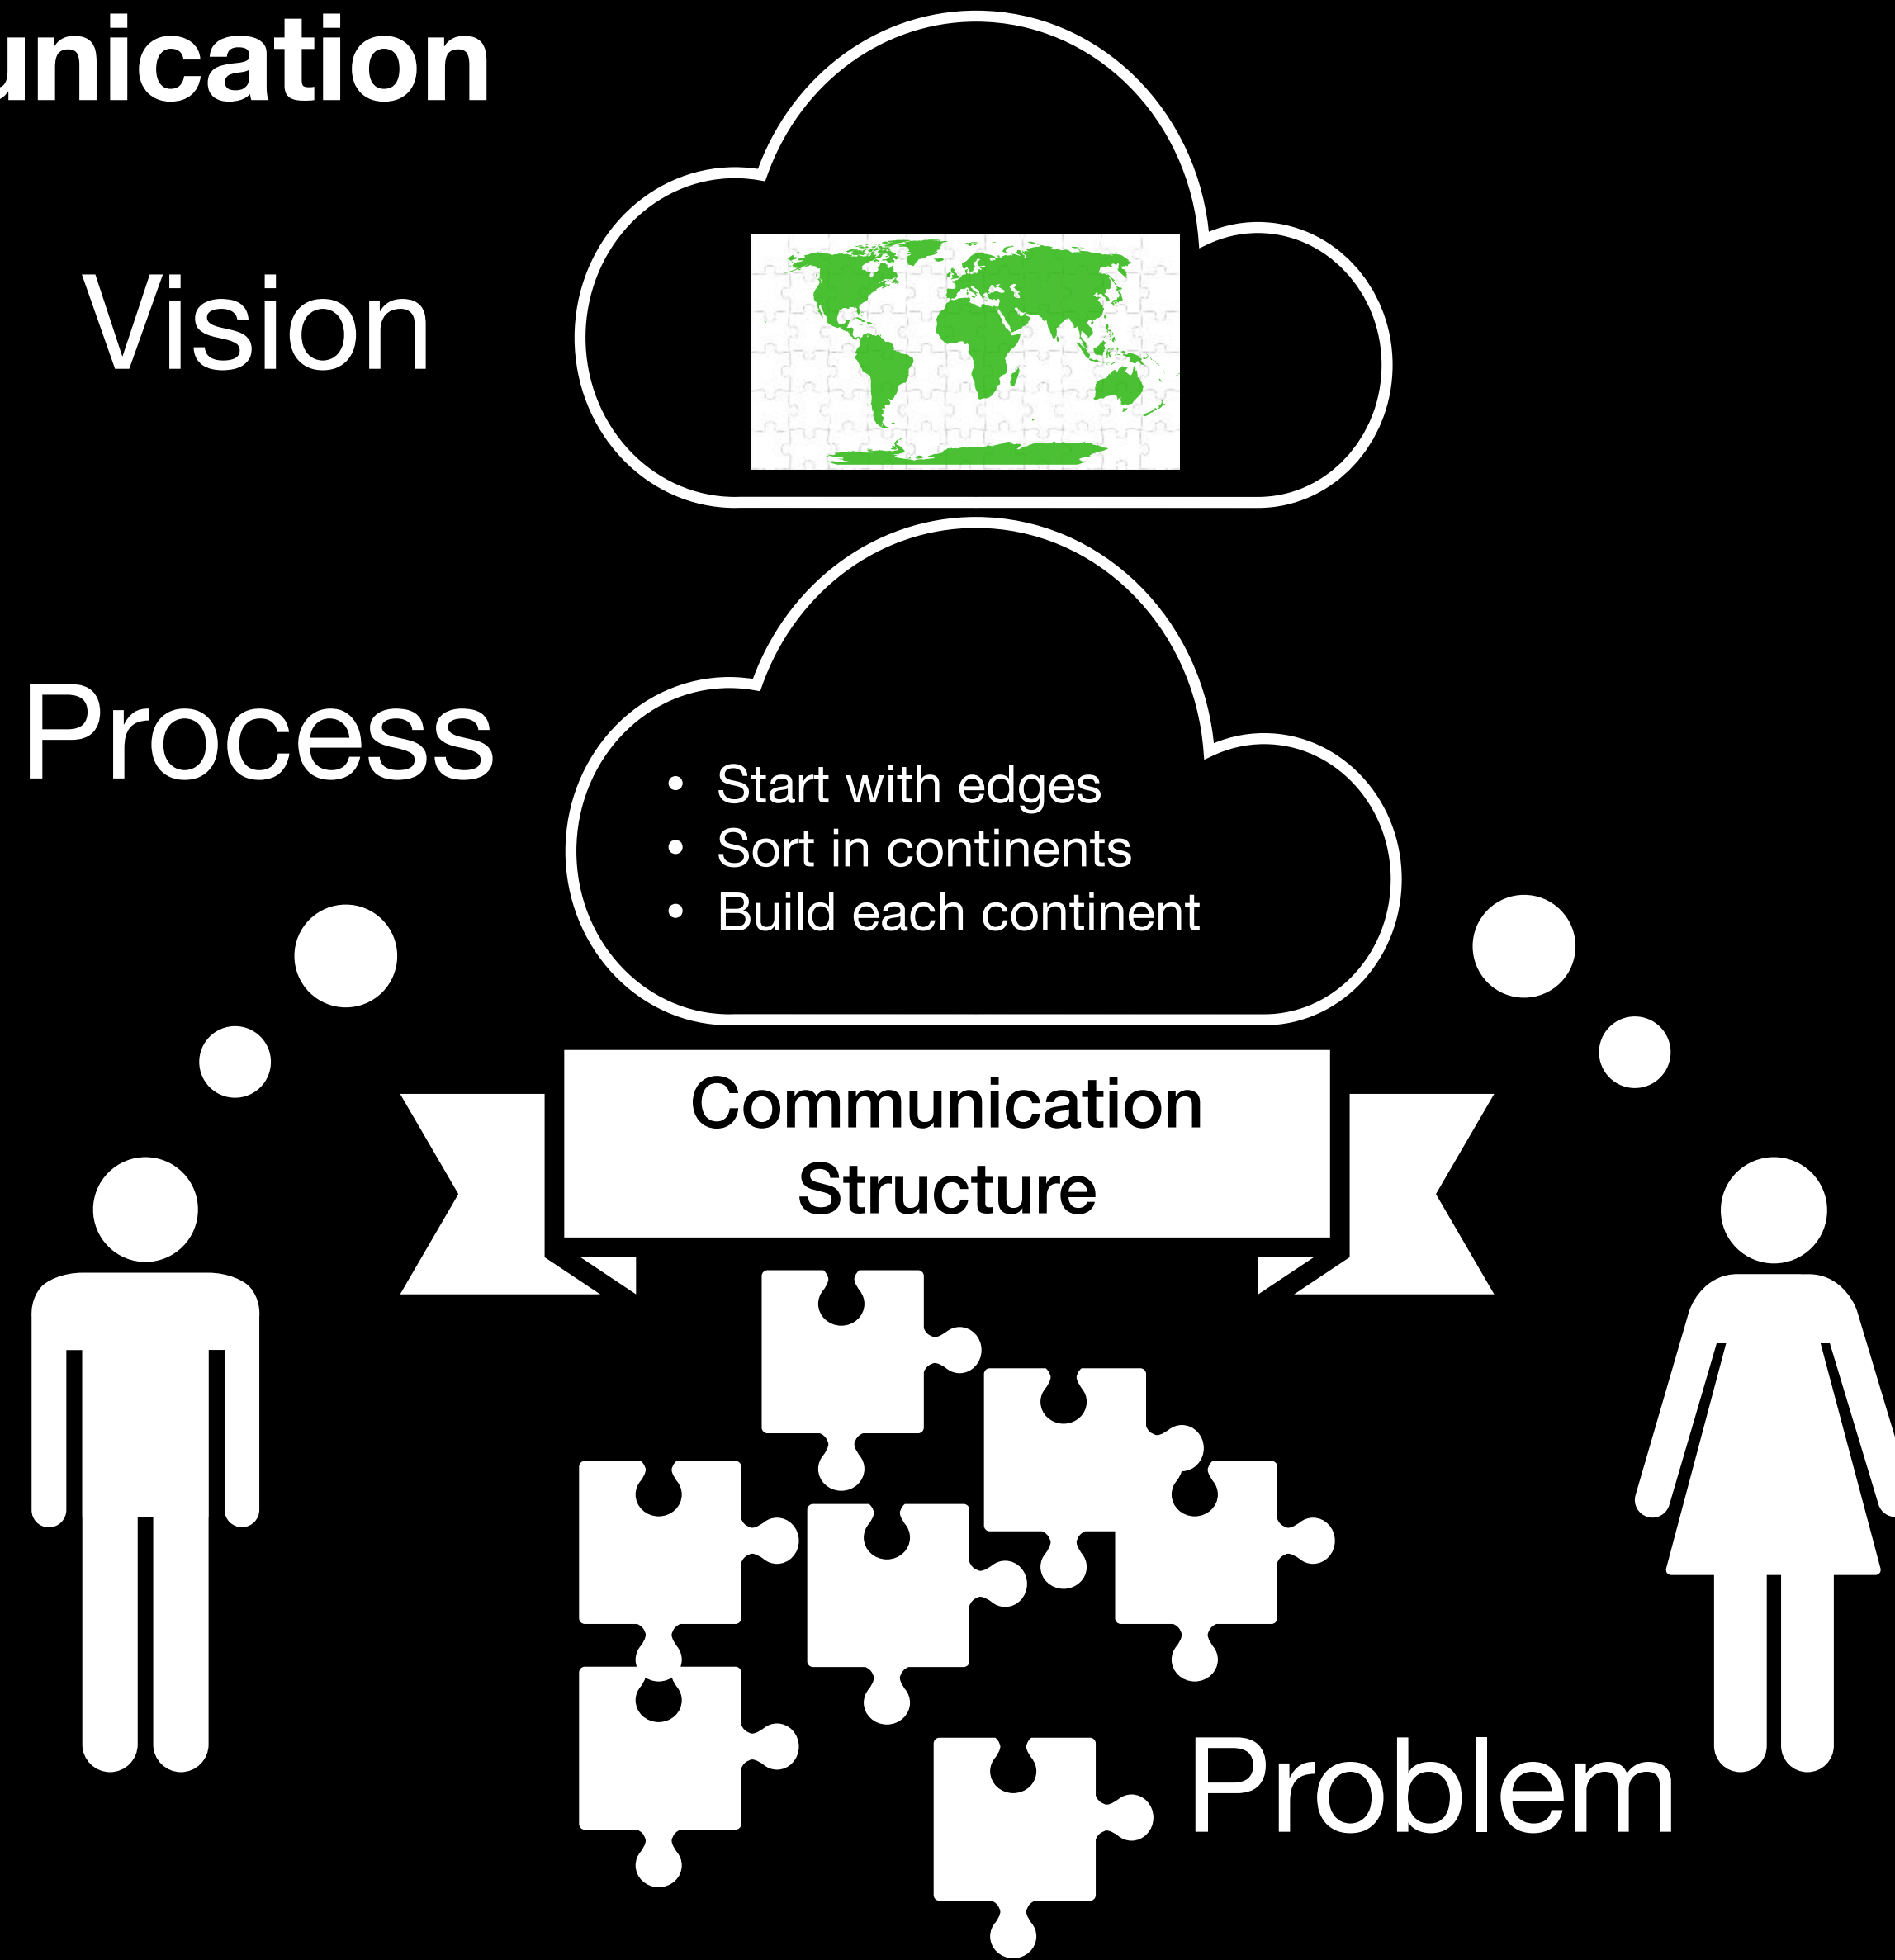 unication
Vision
Process
• Start with edges
• Sort in continents
• Build each continent
Communication
Structure
Problem